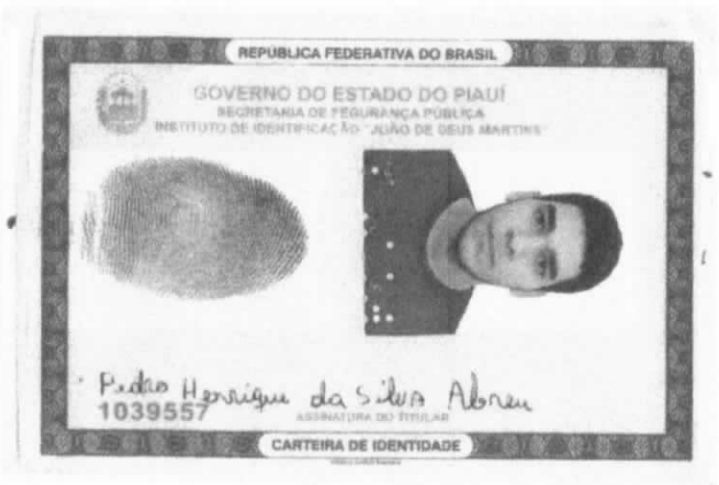 REPÚBLICA FEDERATIVA DO BRASIL
GOVERNO DO ESTADO DO PIAUÍ
SECRETARIA DE SEGURANÇA PÚBLICA
INSTITUTO DE IDENTIFICAÇÃO "JOÃO DE DEUS MARTINS"
Pedro Henrique da Silva Abreu
1039557
ASSINATURA DO TITULAR
CARTEIRA DE IDENTIDADE